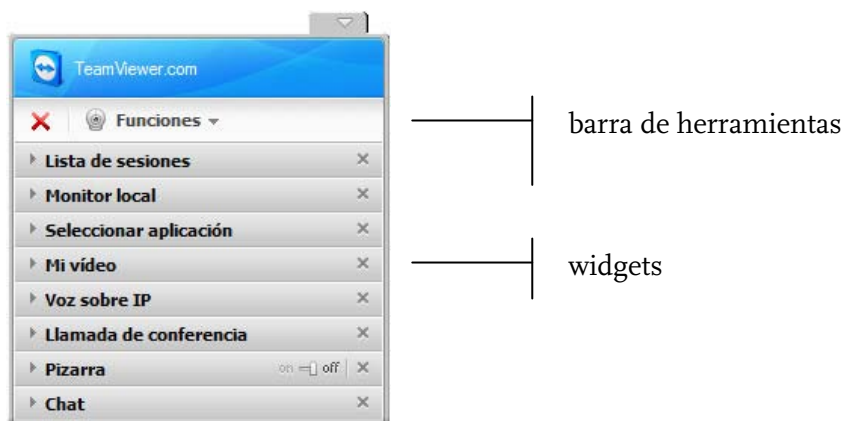 TeamViewer.com
Funciones
barra de herramientas
Lista de sesiones
Monitor local
Seleccionar aplicación
Mi vídeo
widgets
Voz sobre IP
Llamada de conferencia
Pizarra on off
Chat